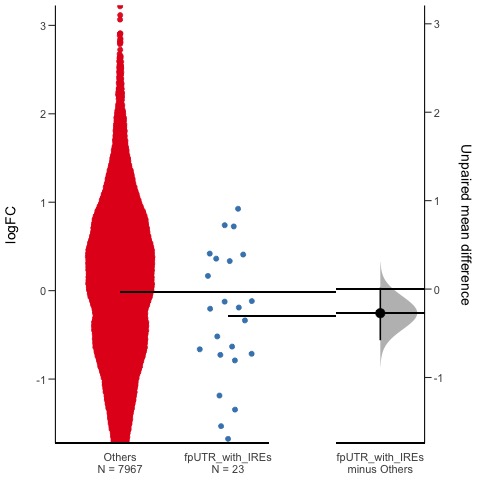 3
2
1
0
-1
logFC
3
2
1
0
-1
Unpaired mean difference
Others
N = 7967
fpUTR_with_IREs
N = 23
fpUTR_with_IREs
minus Others